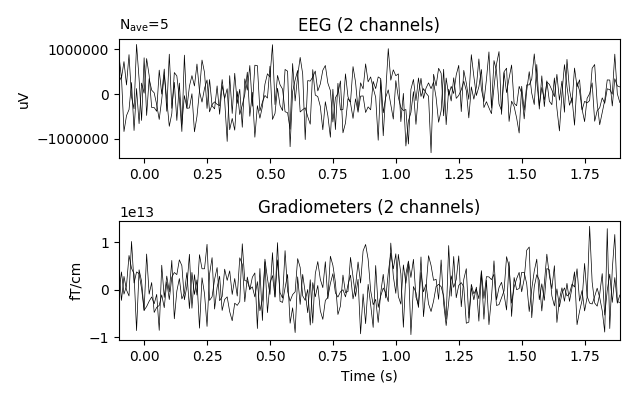 N_ave=5
EEG (2 channels)
uV
1000000
0
−1000000
0.00 0.25 0.50 0.75 1.00 1.25 1.50 1.75
1e13
Gradiometers (2 channels)
fT/cm
1
0
−1
0.00 0.25 0.50 0.75 1.00 1.25 1.50 1.75
Time (s)